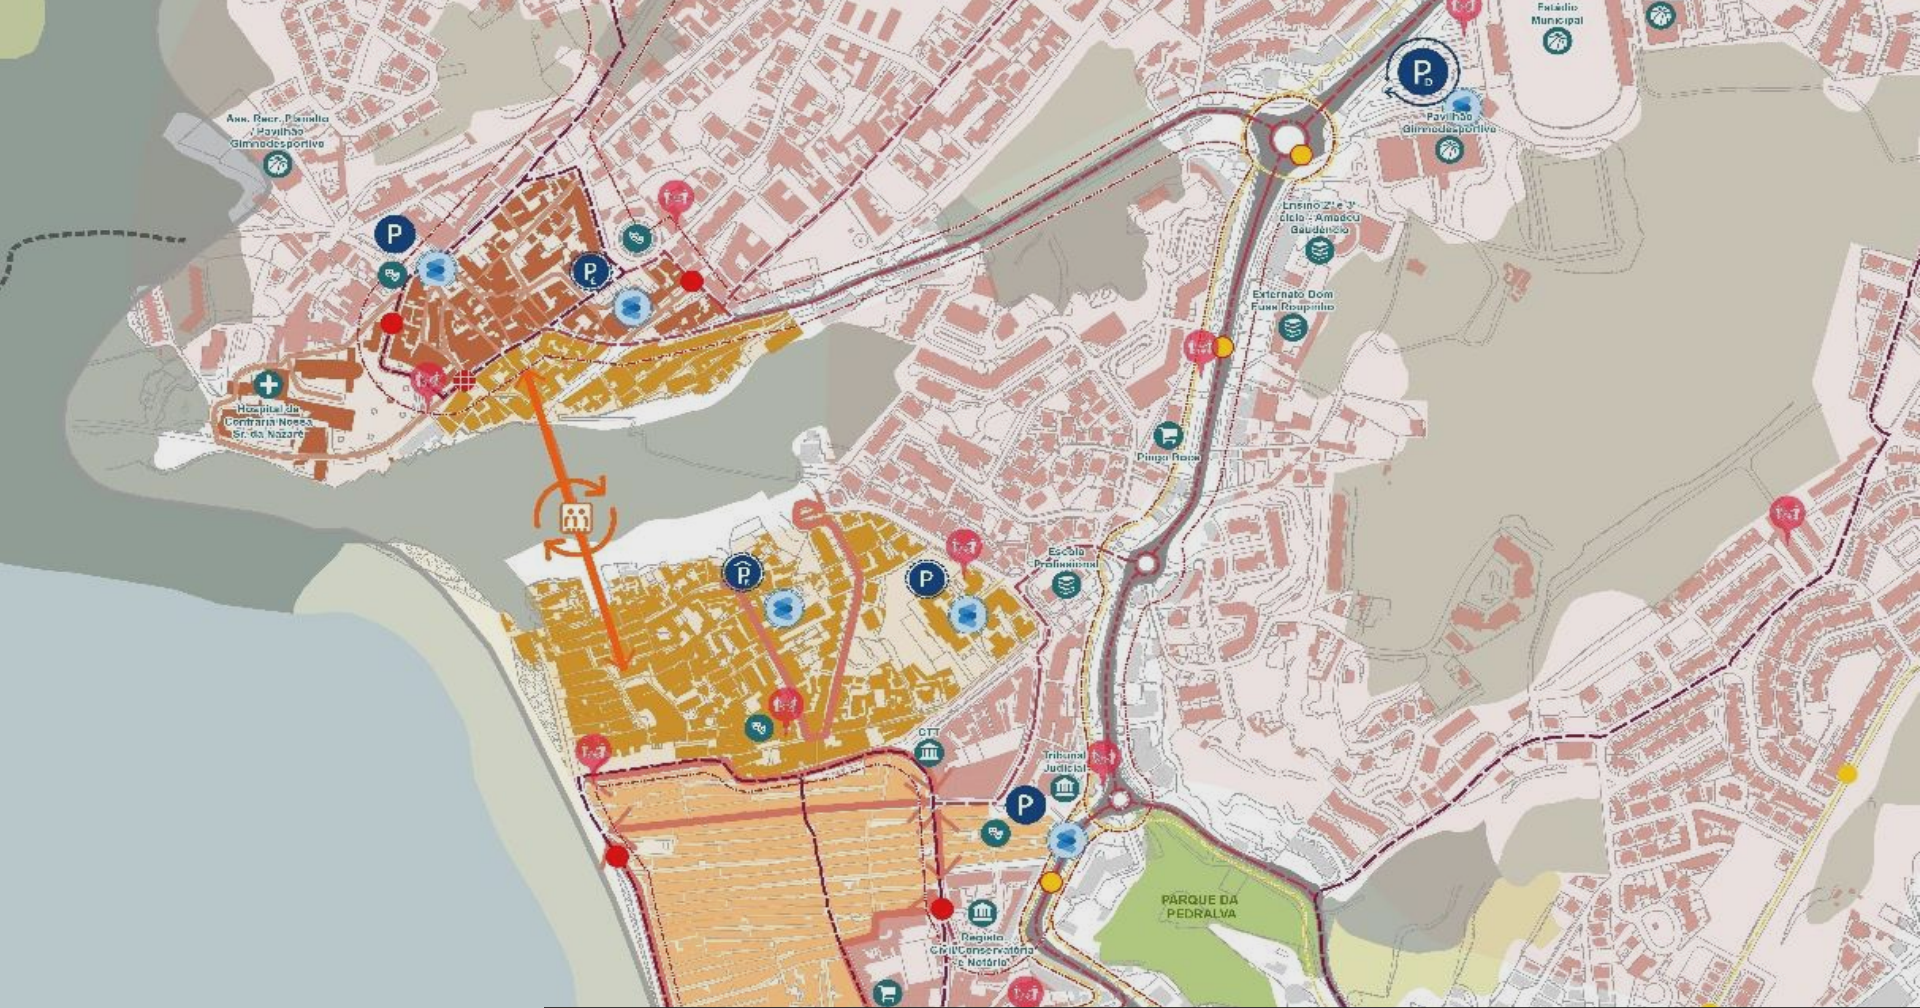 Estádio
Municipal
P
D
Pavilhão
Gimnodesportivo
Ass. Recr. Planalto
/ Pavilhão
Gimnodesportivo
P
P
Ensino 2º e 3º
ciclo - Amadeu
Gaudêncio
Externato Dom
Fuas Roupinho
Hospital da
Confraria Nossa
Sr. da Nazaré
Pingo Doce
P
P
Escola
Profissional
CTT
Tribunal
Judicial
P
PARQUE DA
PEDRALVA
Registo
Civil/Conservatória
e Notário